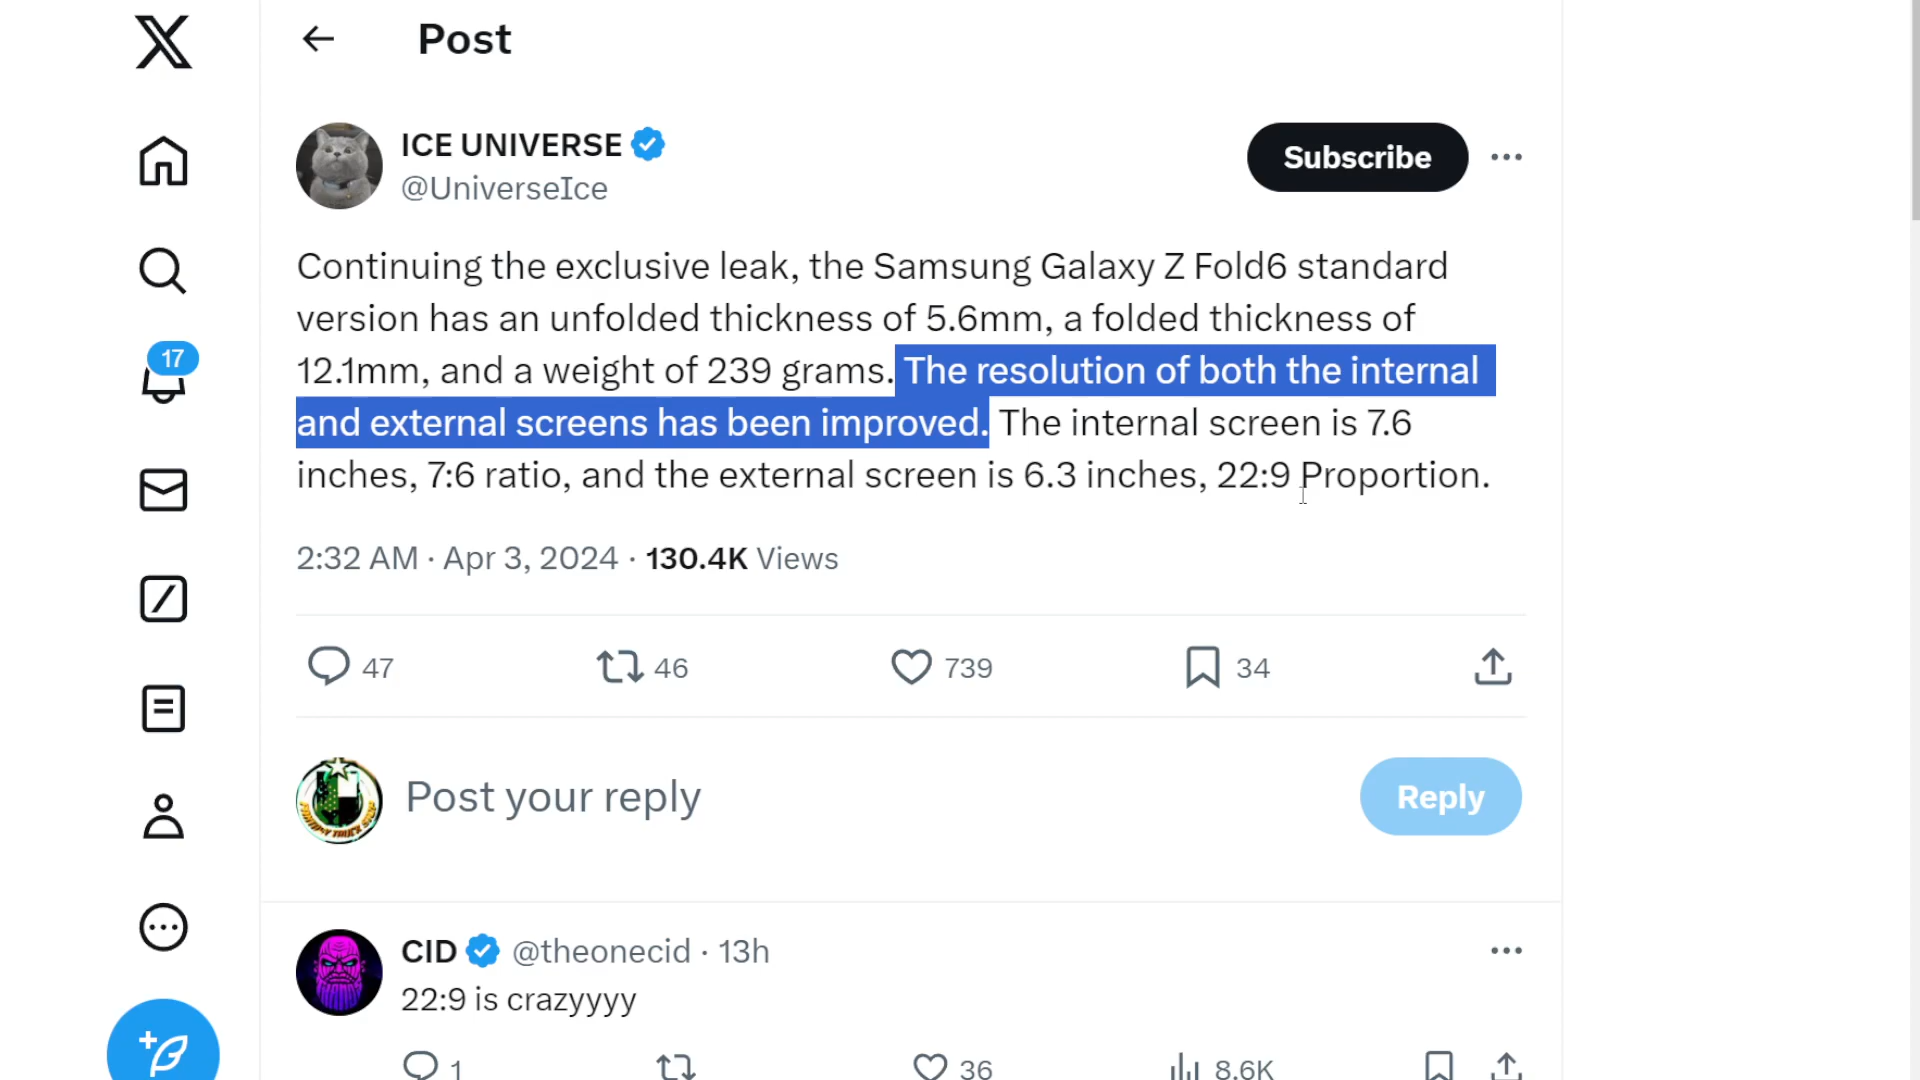 Post
ICE UNIVERSE
@UniverseIce
Subscribe
Continuing the exclusive leak, the Samsung Galaxy Z Fold6 standard
version has an unfolded thickness of 5.6mm, a folded thickness of
12.1mm, and a weight of 239 grams. The resolution of both the internal
and external screens has been improved. The internal screen is 7.6
inches, 7:6 ratio, and the external screen is 6.3 inches, 22:9 Proportion.
2:32 AM · Apr 3, 2024 · 130.4K Views
47 46 739 34
Post your reply
Reply
CID @theonecid · 13h
22:9 is crazyyyy
1 36 8.6K
17